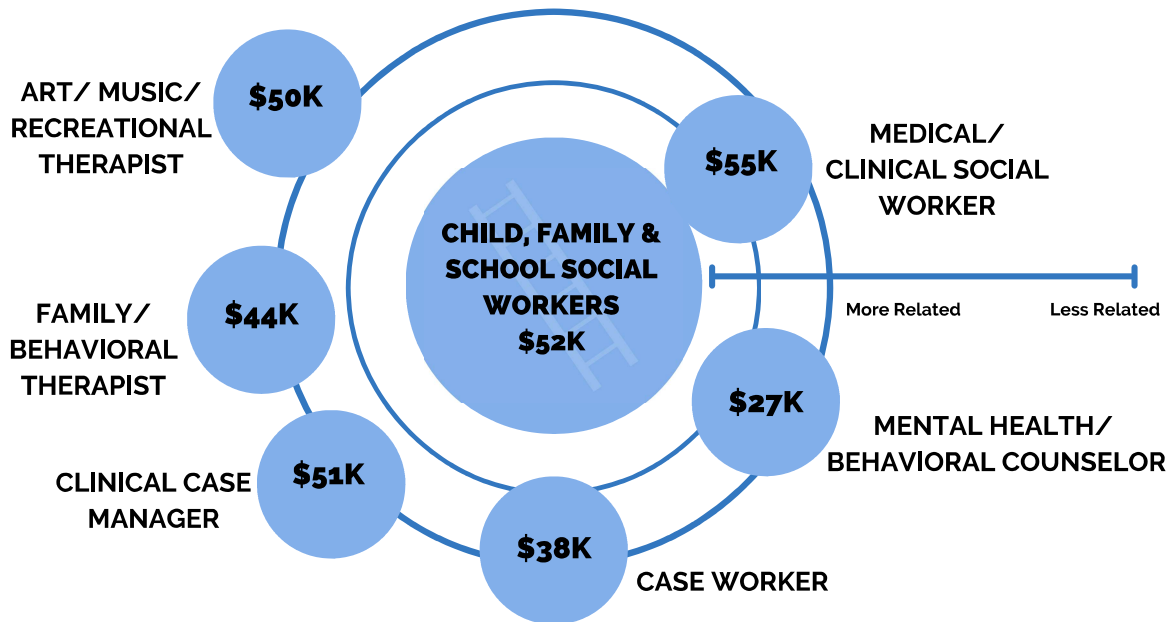 $50K
ART/ MUSIC/
RECREATIONAL
THERAPIST
$55K
MEDICAL/
CLINICAL SOCIAL
WORKER
CHILD, FAMILY &
SCHOOL SOCIAL
WORKERS
$52K
More Related
Less Related
$44K
FAMILY/
BEHAVIORAL
THERAPIST
$27K
MENTAL HEALTH/
BEHAVIORAL COUNSELOR
$51K
CLINICAL CASE
MANAGER
$38K
CASE WORKER